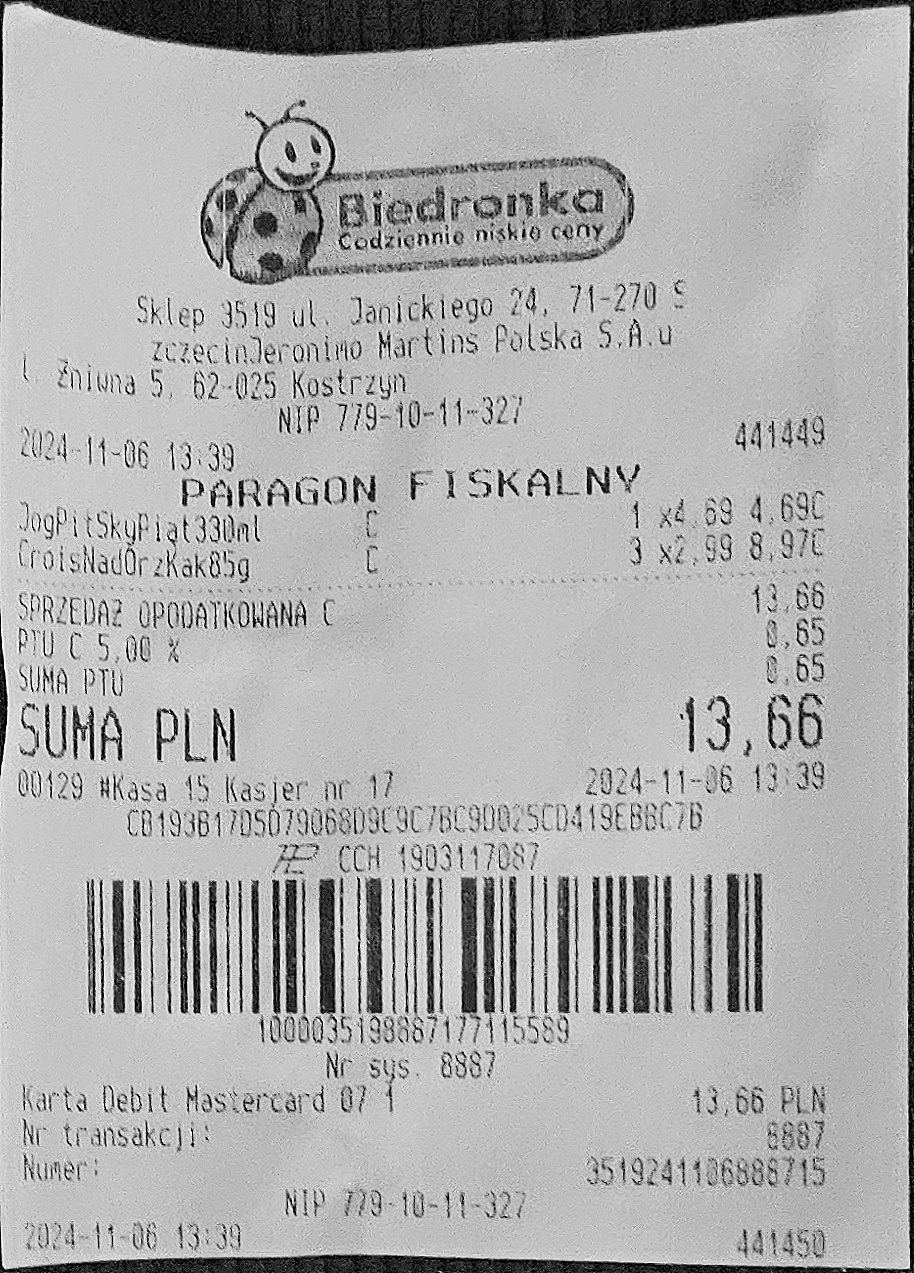 Biedronka
Codziennie niskie ceny
Sklep 3519 ul. Janickiego 24, 71-270 S
zczecinJeronimo Martins Polska S.A.u
l. Żniwna 5, 62-025 Kostrzyn
NIP 779-10-11-327
2024-11-06 13:39 441449
PARAGON FISKALNY
JogPitSkyPiąt330ml C 1 x4,69 4,69C
CroisNadOrzKak85g C 3 x2,99 8,97C
SPRZEDAŻ OPODATKOWANA C 13,66
PTU C 5,00 % 0,65
SUMA PTU 0,65
SUMA PLN 13,66
00129 #Kasa 15 Kasjer nr 17 2024-11-06 13:39
CCH 1903117087
Nr sys. 8887
Karta Debit Mastercard 07 1 13,66 PLN
Nr transakcji: 8887
Numer: 3519241106888715
NIP 779-10-11-327
2024-11-06 13:39 441450